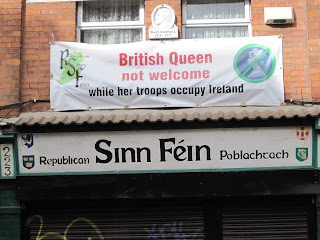 RSF
British Queen
not welcome
while her troops occupy Ireland
223
Republican Sinn Féin Poblachtach